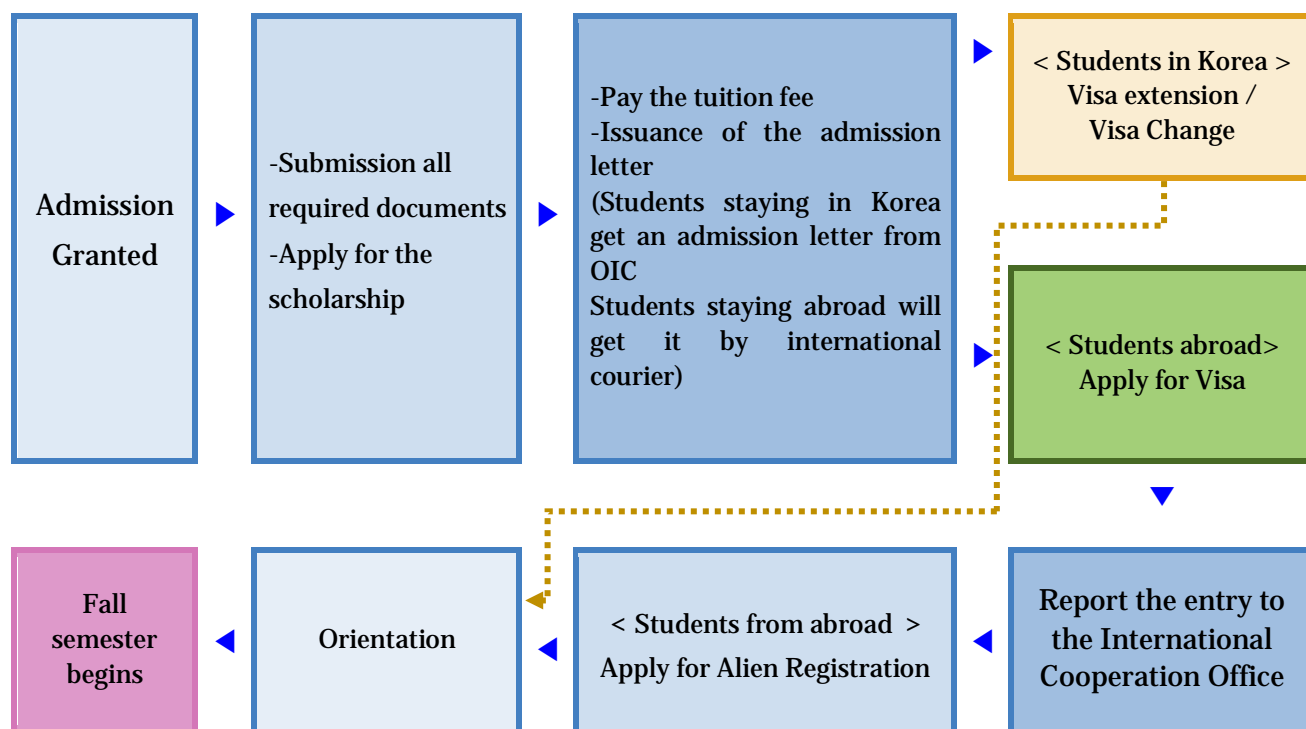 Admission
Granted
-Submission all
required documents
-Apply for the
scholarship
-Pay the tuition fee
-Issuance of the admission
letter
(Students staying in Korea
get an admission letter from
OIC
Students staying abroad will
get it by international
courier)
< Students in Korea >
Visa extension /
Visa Change
< Students abroad>
Apply for Visa
Report the entry to
the International
Cooperation Office
< Students from abroad >
Apply for Alien Registration
Orientation
Fall
semester
begins